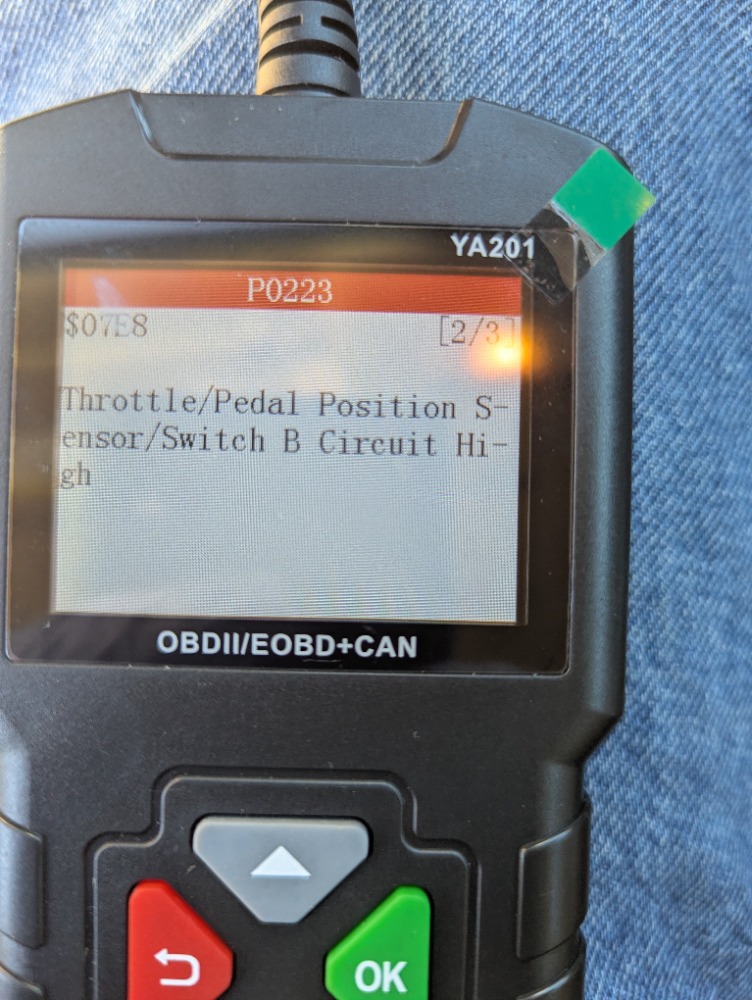 YA201
P0223
$07E8 [2/3]
Throttle/Pedal Position S-
ensor/Switch B Circuit Hi-
gh
OBDII/EOBD+CAN
OK